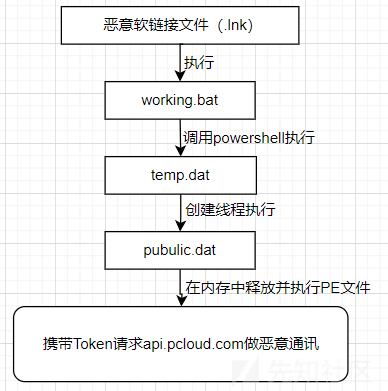 恶意软链接文件（.lnk）
执行
working.bat
调用powershell执行
temp.dat
创建线程执行
pubulic.dat
在内存中释放并执行PE文件
携带Token请求api.pcloud.com做恶意通讯
先知社区